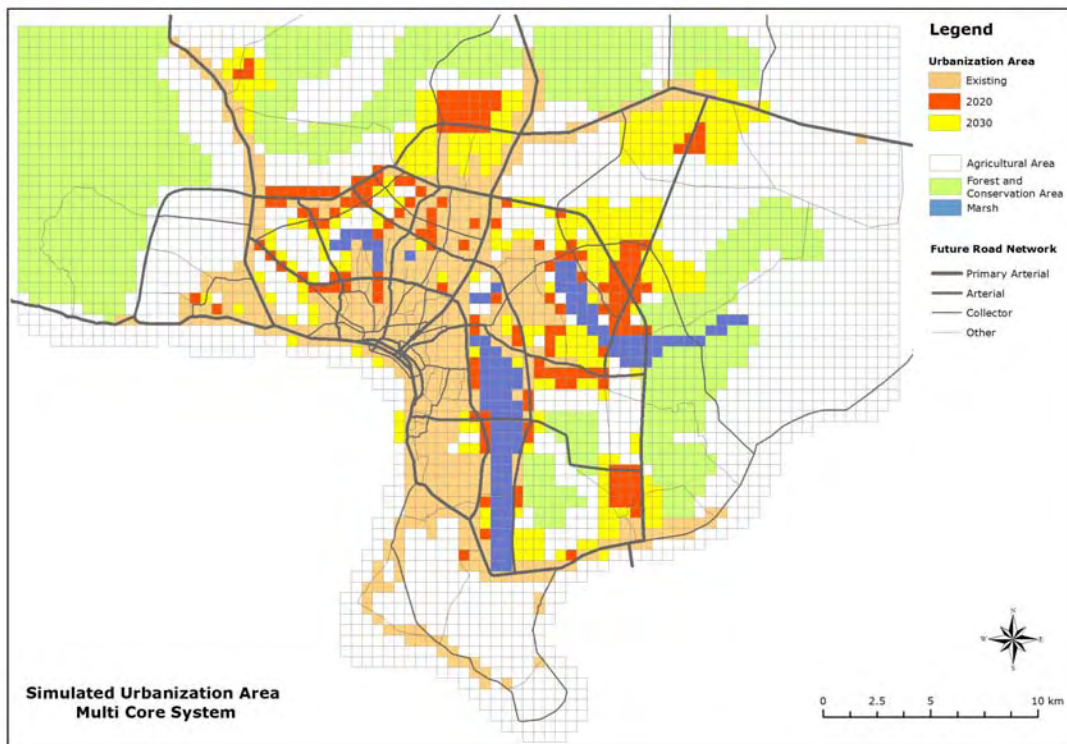 Legend
Urbanization Area
Existing
2020
2030
Agricultural Area
Forest and
Conservation Area
Marsh
Future Road Network
Primary Arterial
Arterial
Collector
Other
N
W E
S
Simulated Urbanization Area
Multi Core System
0 2.5 5 10 km